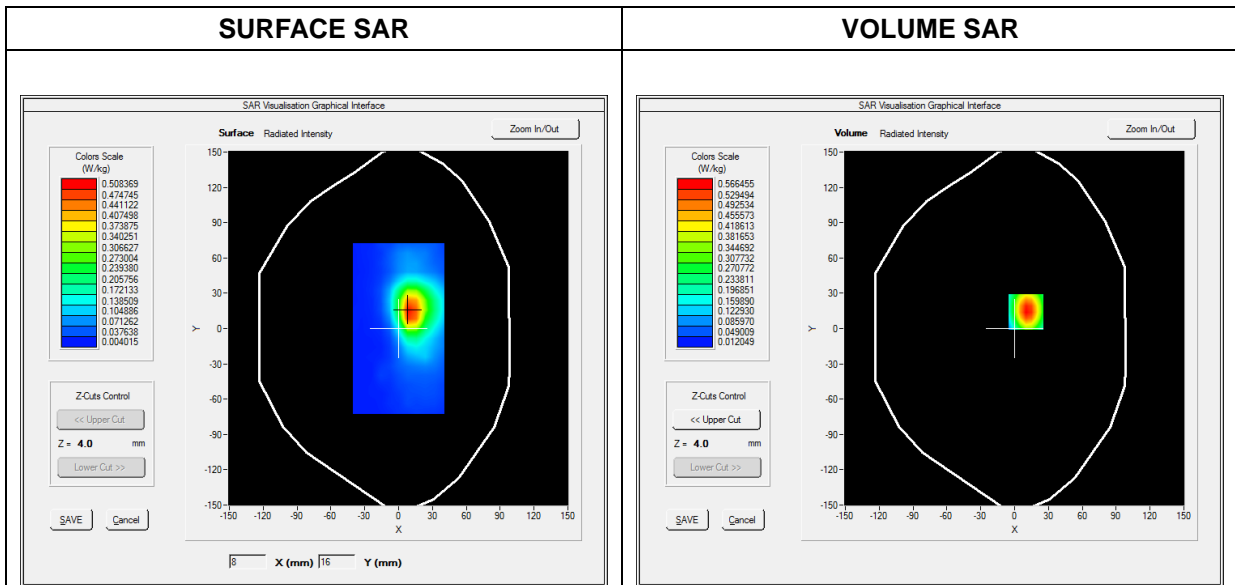 SURFACE SAR
VOLUME SAR
SAR Visualisation Graphical Interface
Surface Radiated Intensity
Zoom In/Out
Colors Scale
(W/kg)
0.508369
0.474745
0.441122
0.407498
0.373875
0.340251
0.306627
0.273004
0.239380
0.205756
0.172133
0.138509
0.104886
0.071262
0.037638
0.004015
Z-Cuts Control
<< Upper Cut
Z = 4.0 mm
Lower Cut >>
SAVE Cancel
150
120
90
60
30
0
-30
-60
-90
-120
-150
Y
-150 -120 -90 -60 -30 0 30 60 90 120 150
X
8 X (mm) 16 Y (mm)
SAR Visualisation Graphical Interface
Volume Radiated Intensity
Zoom In/Out
Colors Scale
(W/kg)
0.566455
0.529494
0.492534
0.455573
0.418613
0.381653
0.344692
0.307732
0.270772
0.233811
0.196851
0.159890
0.122930
0.085970
0.049009
0.012049
Z-Cuts Control
<< Upper Cut
Z = 4.0 mm
Lower Cut >>
SAVE Cancel
150
120
90
60
30
0
-30
-60
-90
-120
-150
Y
-150 -120 -90 -60 -30 0 30 60 90 120 150
X